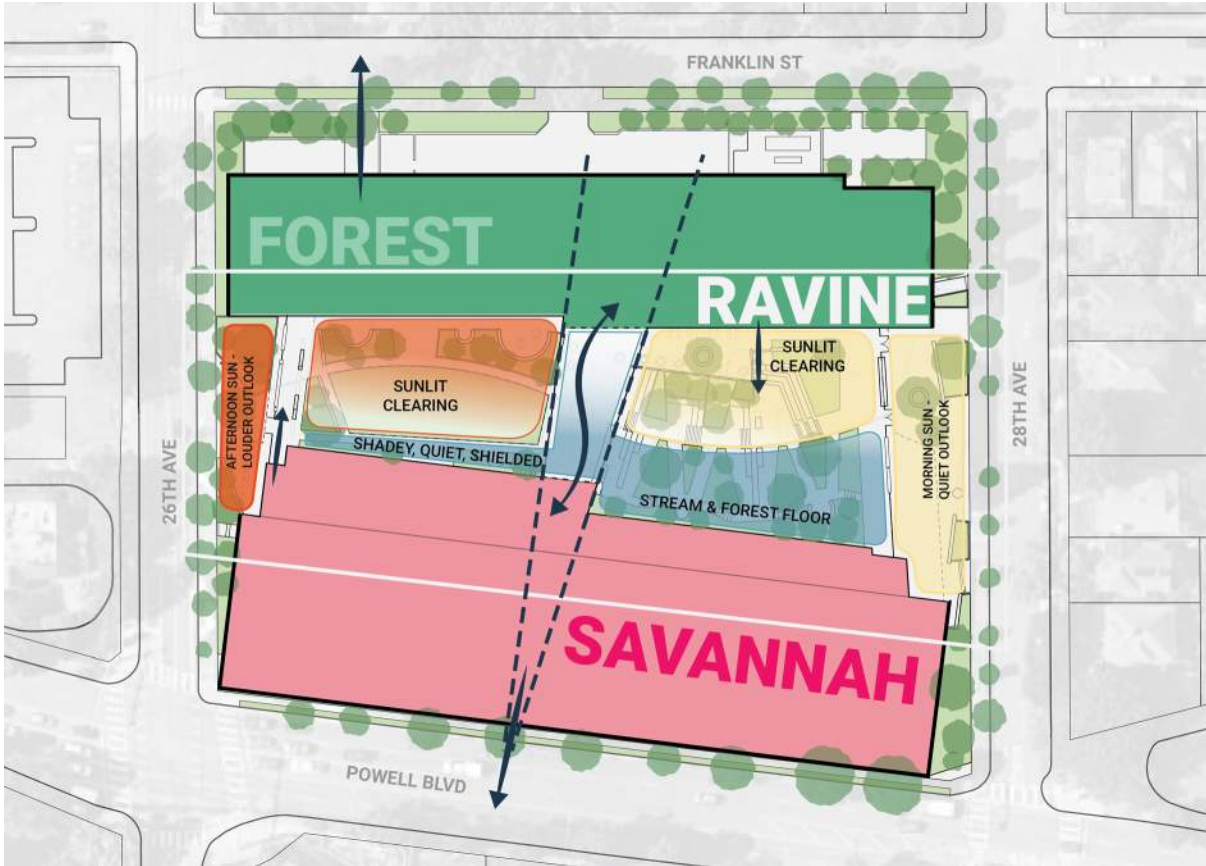 FRANKLIN ST
FOREST
RAVINE
SUNLIT
CLEARING
SUNLIT
CLEARING
AFTERNOON SUN -
LOUDER OUTLOOK
SHADEY, QUIET, SHIELDED
STREAM & FOREST FLOOR
MORNING SUN -
QUIET OUTLOOK
26TH AVE
28TH AVE
SAVANNAH
POWELL BLVD